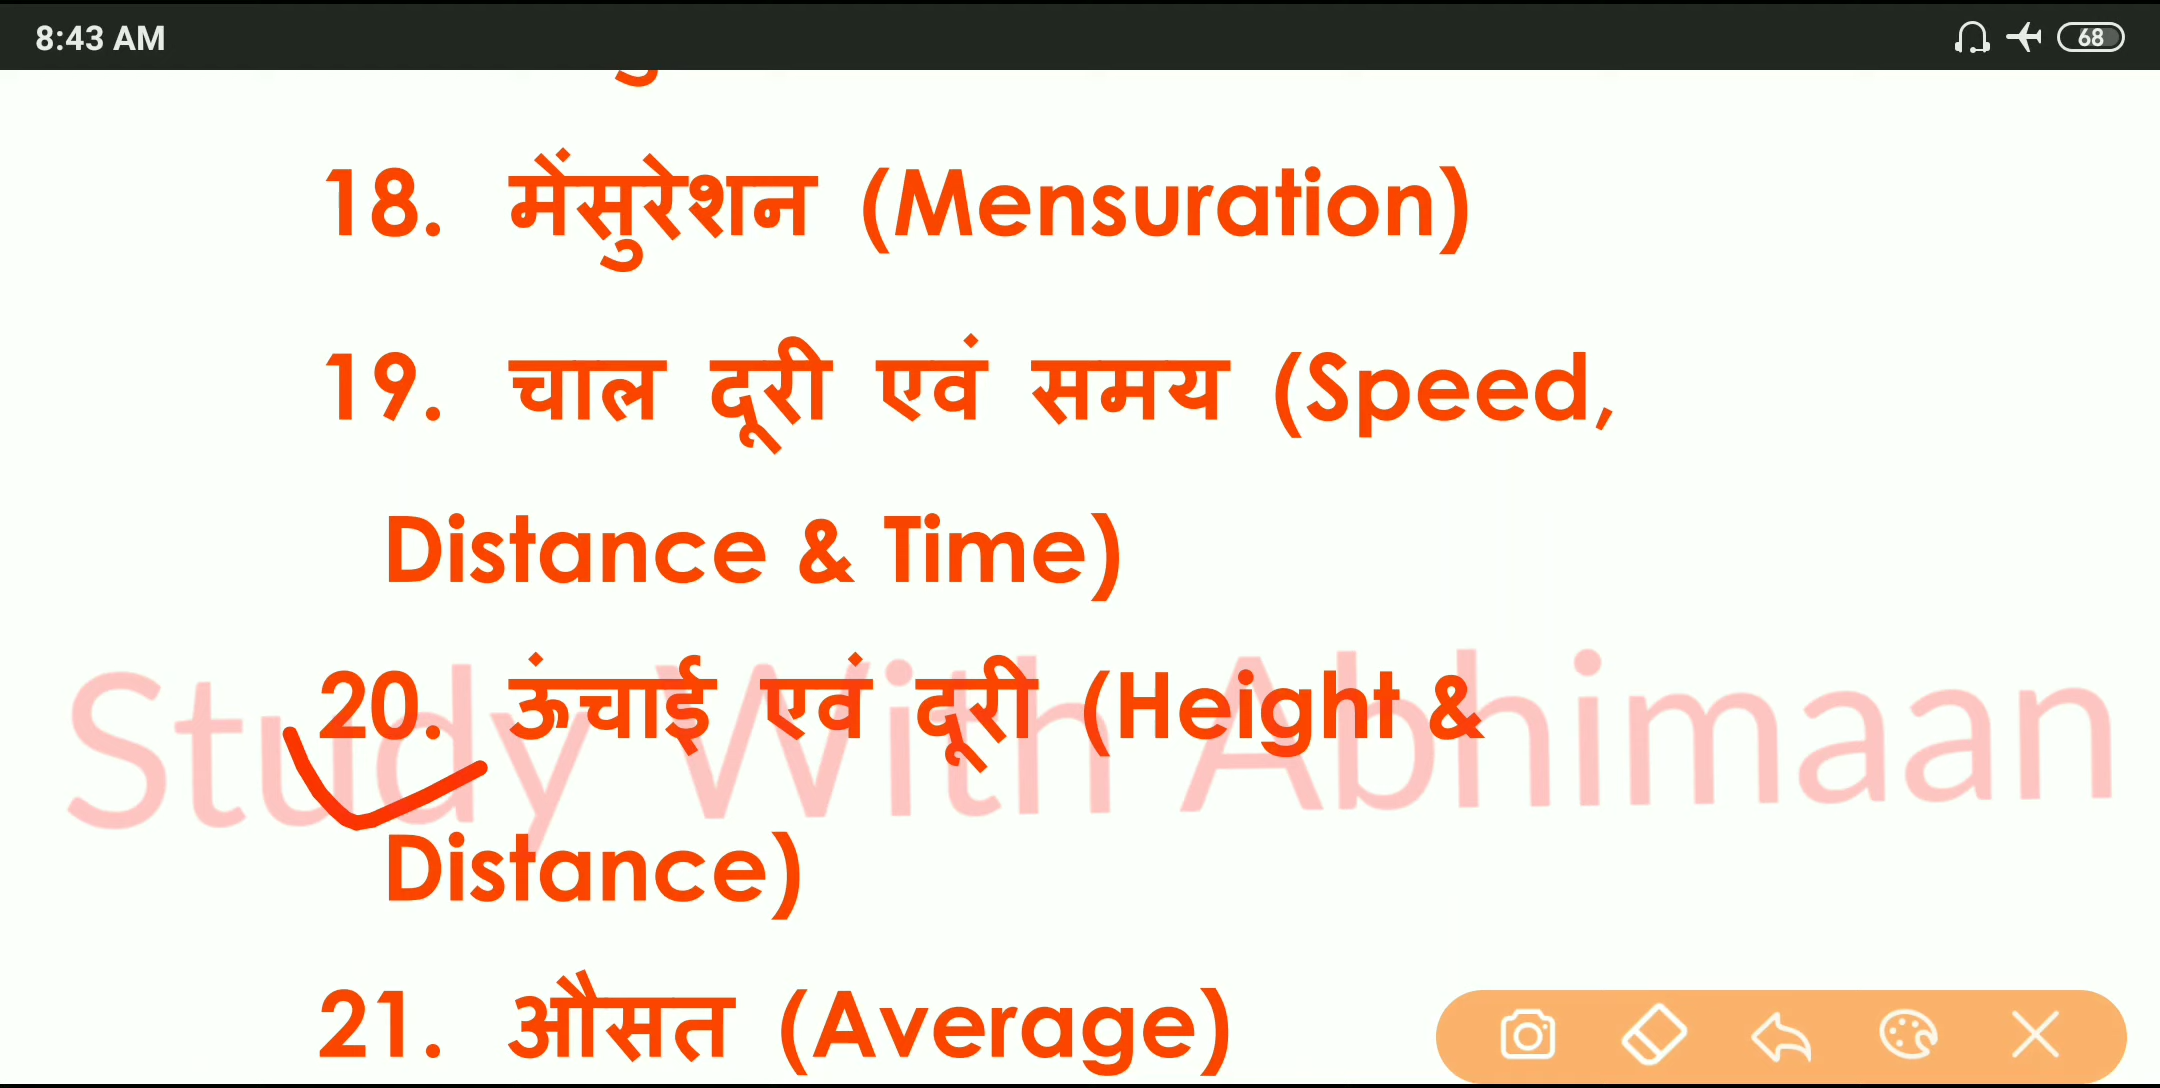 8:43 AM
68
18. मेंसुरेशन (Mensuration)
19. चाल दूरी एवं समय (Speed,
Distance & Time)
20. ऊंचाई एवं दूरी (Height &
Study With Abhimaan
Distance)
21. औसत (Average)